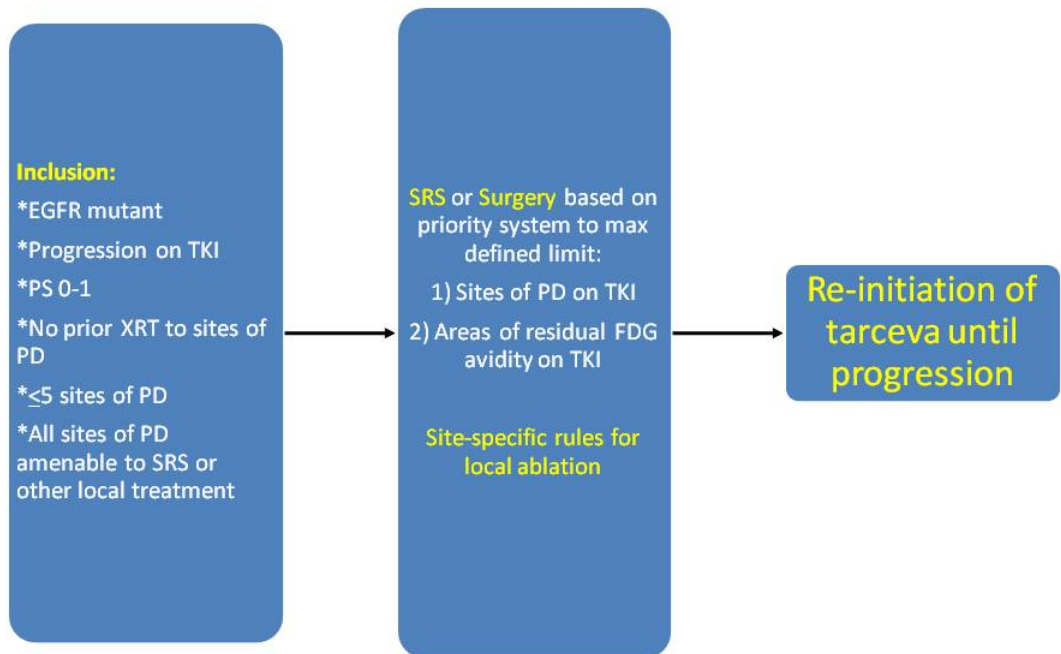 Inclusion:
*EGFR mutant
*Progression on TKI
*PS 0-1
*No prior XRT to sites of
PD
*≤5 sites of PD
*All sites of PD
amenable to SRS or
other local treatment
SRS or Surgery based on
priority system to max
defined limit:
1) Sites of PD on TKI
2) Areas of residual FDG
avidity on TKI
Site-specific rules for
local ablation
Re-initiation of
tarceva until
progression